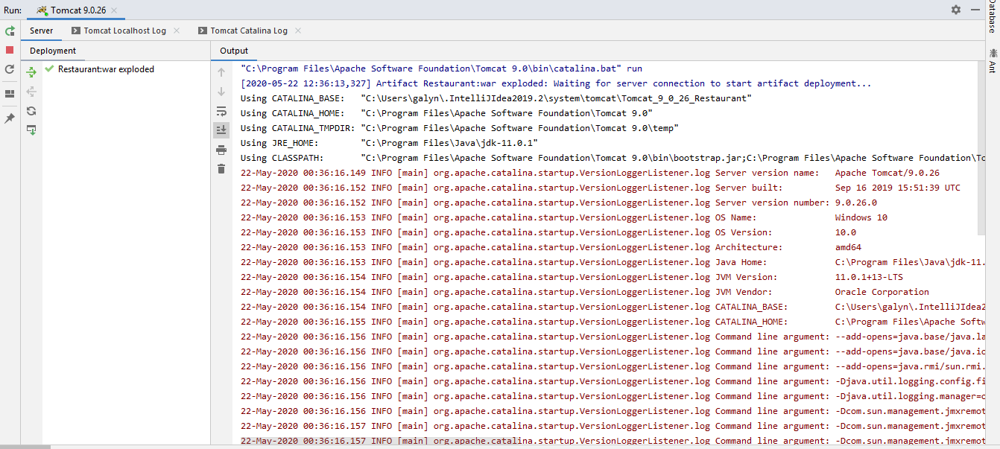 Run: Tomcat 9.0.26
Server Tomcat Localhost Log Tomcat Catalina Log
Deployment Output
Restaurant:war exploded
"C:\Program Files\Apache Software Foundation\Tomcat 9.0\bin\catalina.bat" run
[2020-05-22 12:36:13,327] Artifact Restaurant:war exploded: Waiting for server connection to start artifact deployment...
Using CATALINA_BASE:   "C:\Users\galyn\.IntelliJIdea2019.2\system\tomcat\Tomcat_9_0_26_Restaurant"
Using CATALINA_HOME:   "C:\Program Files\Apache Software Foundation\Tomcat 9.0"
Using CATALINA_TMPDIR: "C:\Program Files\Apache Software Foundation\Tomcat 9.0\temp"
Using JRE_HOME:        "C:\Program Files\Java\jdk-11.0.1"
Using CLASSPATH:       "C:\Program Files\Apache Software Foundation\Tomcat 9.0\bin\bootstrap.jar;C:\Program Files\Apache Software Foundation\Tc
22-May-2020 00:36:16.149 INFO [main] org.apache.catalina.startup.VersionLoggerListener.log Server version name:   Apache Tomcat/9.0.26
22-May-2020 00:36:16.152 INFO [main] org.apache.catalina.startup.VersionLoggerListener.log Server built:          Sep 16 2019 15:51:39 UTC
22-May-2020 00:36:16.152 INFO [main] org.apache.catalina.startup.VersionLoggerListener.log Server version number: 9.0.26.0
22-May-2020 00:36:16.153 INFO [main] org.apache.catalina.startup.VersionLoggerListener.log OS Name:               Windows 10
22-May-2020 00:36:16.153 INFO [main] org.apache.catalina.startup.VersionLoggerListener.log OS Version:            10.0
22-May-2020 00:36:16.153 INFO [main] org.apache.catalina.startup.VersionLoggerListener.log Architecture:          amd64
22-May-2020 00:36:16.153 INFO [main] org.apache.catalina.startup.VersionLoggerListener.log Java Home:             C:\Program Files\Java\jdk-11.
22-May-2020 00:36:16.154 INFO [main] org.apache.catalina.startup.VersionLoggerListener.log JVM Version:           11.0.1+13-LTS
22-May-2020 00:36:16.154 INFO [main] org.apache.catalina.startup.VersionLoggerListener.log JVM Vendor:            Oracle Corporation
22-May-2020 00:36:16.154 INFO [main] org.apache.catalina.startup.VersionLoggerListener.log CATALINA_BASE:         C:\Users\galyn\.IntelliJIdea2
22-May-2020 00:36:16.155 INFO [main] org.apache.catalina.startup.VersionLoggerListener.log CATALINA_HOME:         C:\Program Files\Apache Softw
22-May-2020 00:36:16.156 INFO [main] org.apache.catalina.startup.VersionLoggerListener.log Command line argument: --add-opens=java.base/java.la
22-May-2020 00:36:16.156 INFO [main] org.apache.catalina.startup.VersionLoggerListener.log Command line argument: --add-opens=java.base/java.io
22-May-2020 00:36:16.156 INFO [main] org.apache.catalina.startup.VersionLoggerListener.log Command line argument: --add-opens=java.rmi/sun.rmi.
22-May-2020 00:36:16.156 INFO [main] org.apache.catalina.startup.VersionLoggerListener.log Command line argument: -Djava.util.logging.config.fi
22-May-2020 00:36:16.156 INFO [main] org.apache.catalina.startup.VersionLoggerListener.log Command line argument: -Djava.util.logging.manager=o
22-May-2020 00:36:16.156 INFO [main] org.apache.catalina.startup.VersionLoggerListener.log Command line argument: -Dcom.sun.management.jmxremot
22-May-2020 00:36:16.157 INFO [main] org.apache.catalina.startup.VersionLoggerListener.log Command line argument: -Dcom.sun.management.jmxremot
22-May-2020 00:36:16.157 INFO [main] org.apache.catalina.startup.VersionLoggerListener.log Command line argument: -Dcom.sun.management.jmxremot
Database
Ant